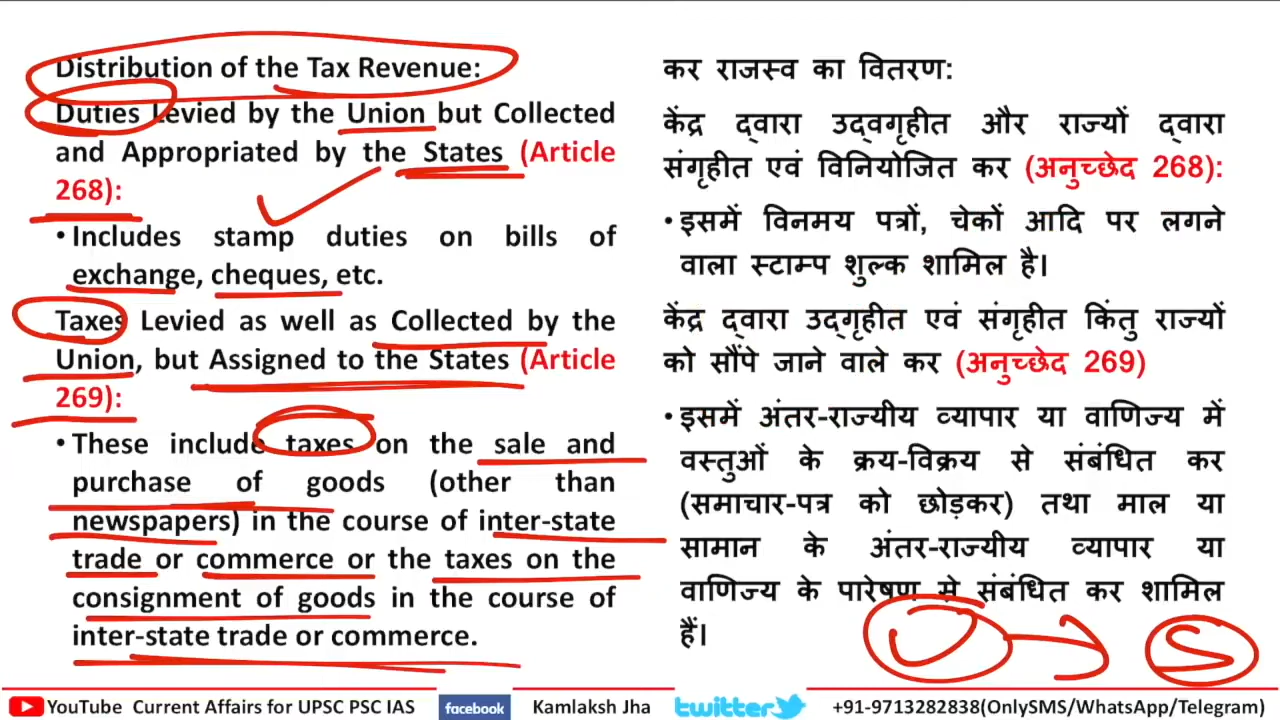 Distribution of the Tax Revenue:
Duties Levied by the Union but Collected
and Appropriated by the States (Article
268):
• Includes stamp duties on bills of
exchange, cheques, etc.
Taxes Levied as well as Collected by the
Union, but Assigned to the States (Article
269):
• These include taxes on the sale and
purchase of goods (other than
newspapers) in the course of inter-state
trade or commerce or the taxes on the
consignment of goods in the course of
inter-state trade or commerce.
कर राजस्व का वितरण:
केंद्र द्वारा उद्वगृहीत और राज्यों द्वारा
संगृहीत एवं विनियोजित कर (अनुच्छेद 268):
• इसमें विनमय पत्रों, चेकों आदि पर लगने
वाला स्टाम्प शुल्क शामिल है।
केंद्र द्वारा उद्गृहीत एवं संगृहीत किंतु राज्यों
को सौंपे जाने वाले कर (अनुच्छेद 269)
• इसमें अंतर-राज्यीय व्यापार या वाणिज्य में
वस्तुओं के क्रय-विक्रय से संबंधित कर
(समाचार-पत्र को छोड़कर) तथा माल या
सामान के अंतर-राज्यीय व्यापार या
वाणिज्य के पारेषण से संबंधित कर शामिल
हैं।
U S
YouTube Current Affairs for UPSC PSC IAS facebook Kamlaksh Jha twitter +91-9713282838(OnlySMS/WhatsApp/Telegram)